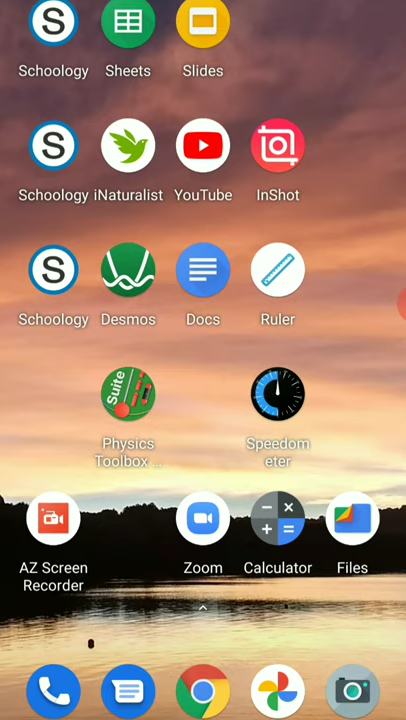 S
Schoology
Sheets
Slides
S
Schoology
iNaturalist
YouTube
InShot
S
Schoology
Desmos
Docs
Ruler
Suite
Physics
Toolbox ...
Speedom
eter
AZ Screen
Recorder
Zoom
Calculator
Files